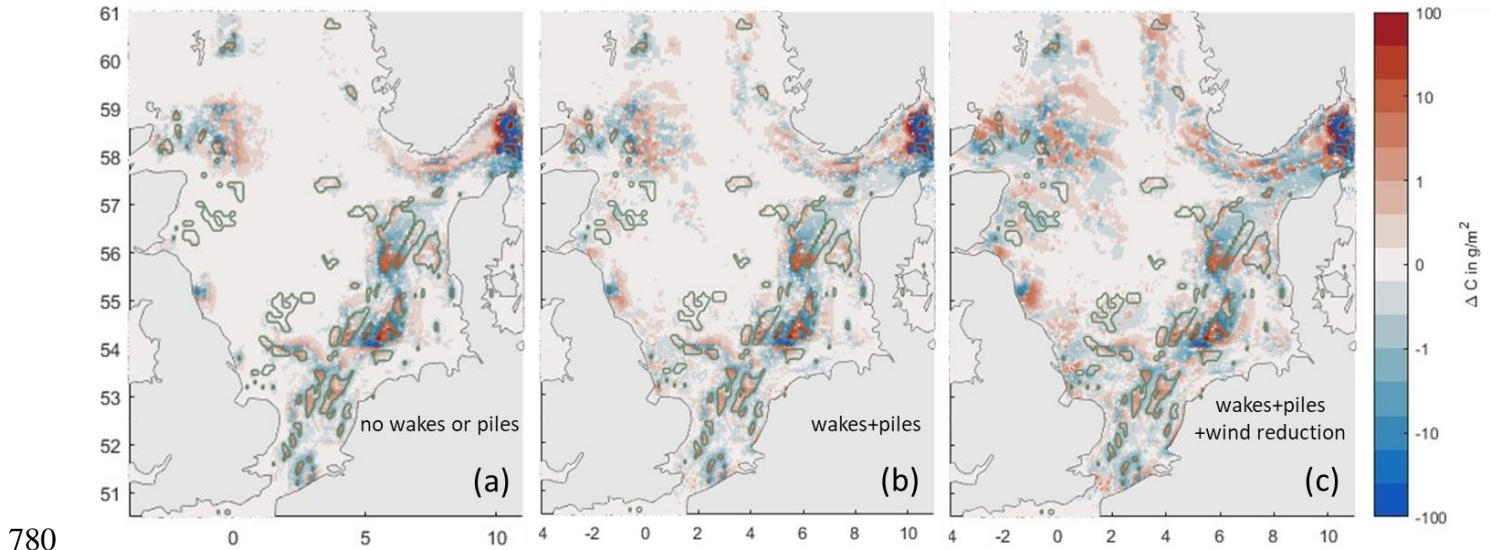 61
60
59
58
57
56
55
54
53
52
51
0 5 10
no wakes or piles
(a)
4 -2 0 2 4 6 8 10
wakes+piles
(b)
4 -2 0 2 4 6 8 10
wakes+piles
+wind reduction
(c)
100
10
1
0
-1
-10
-100
Δ C in g/m²
780